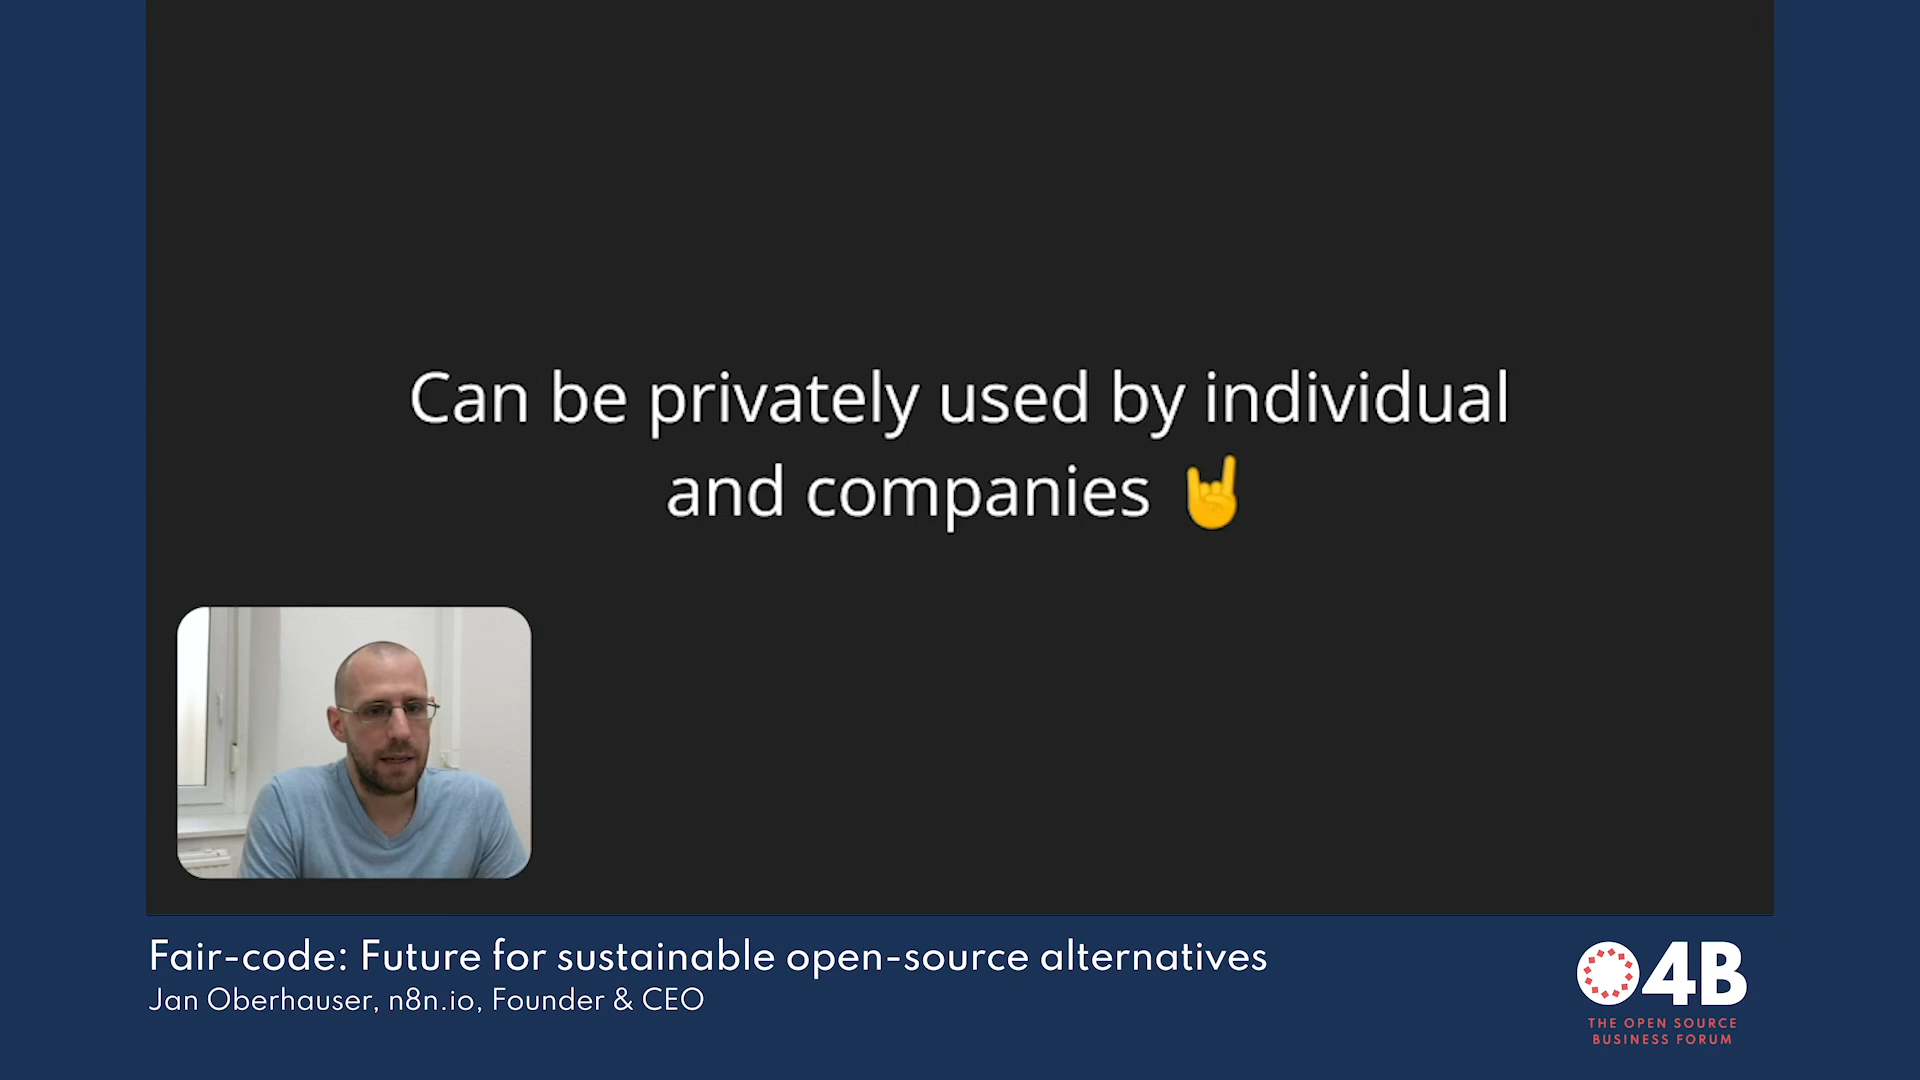 Can be privately used by individual
and companies 🤘
Fair-code: Future for sustainable open-source alternatives
Jan Oberhauser, n8n.io, Founder & CEO
O4B
THE OPEN SOURCE
BUSINESS FORUM